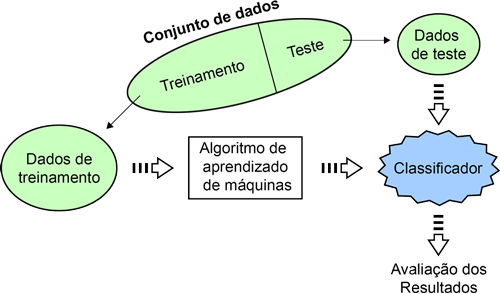 Conjunto de dados
Treinamento
Teste
Dados
de teste
Dados de
treinamento
Algoritmo de
aprendizado
de máquinas
Classificador
Avaliação dos
Resultados